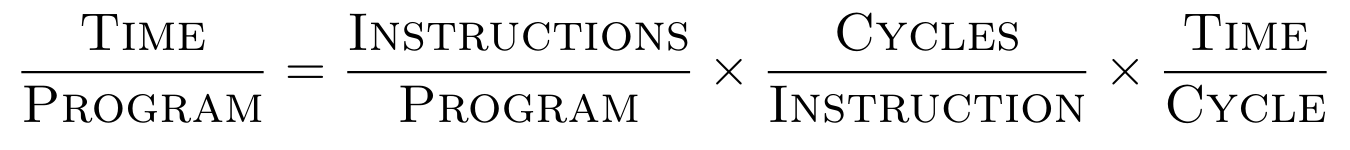 Time/Program = Instructions/Program × Cycles/Instruction × Time/Cycle